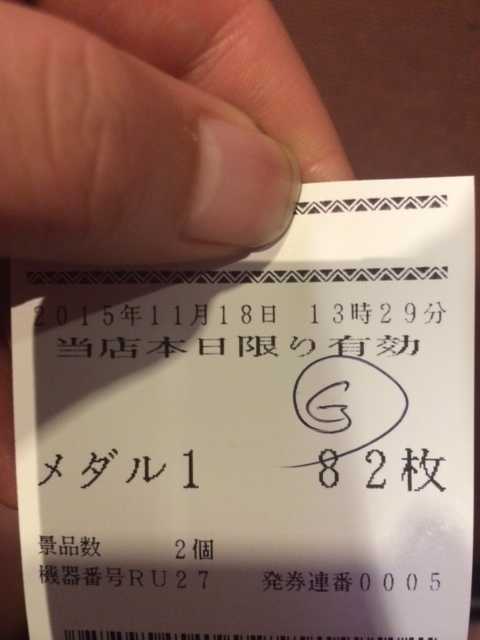 2015年11月18日 13時29分
当店本日限り有効
G
メダル1 82枚
景品数 2個
機器番号RU27 発券連番0005